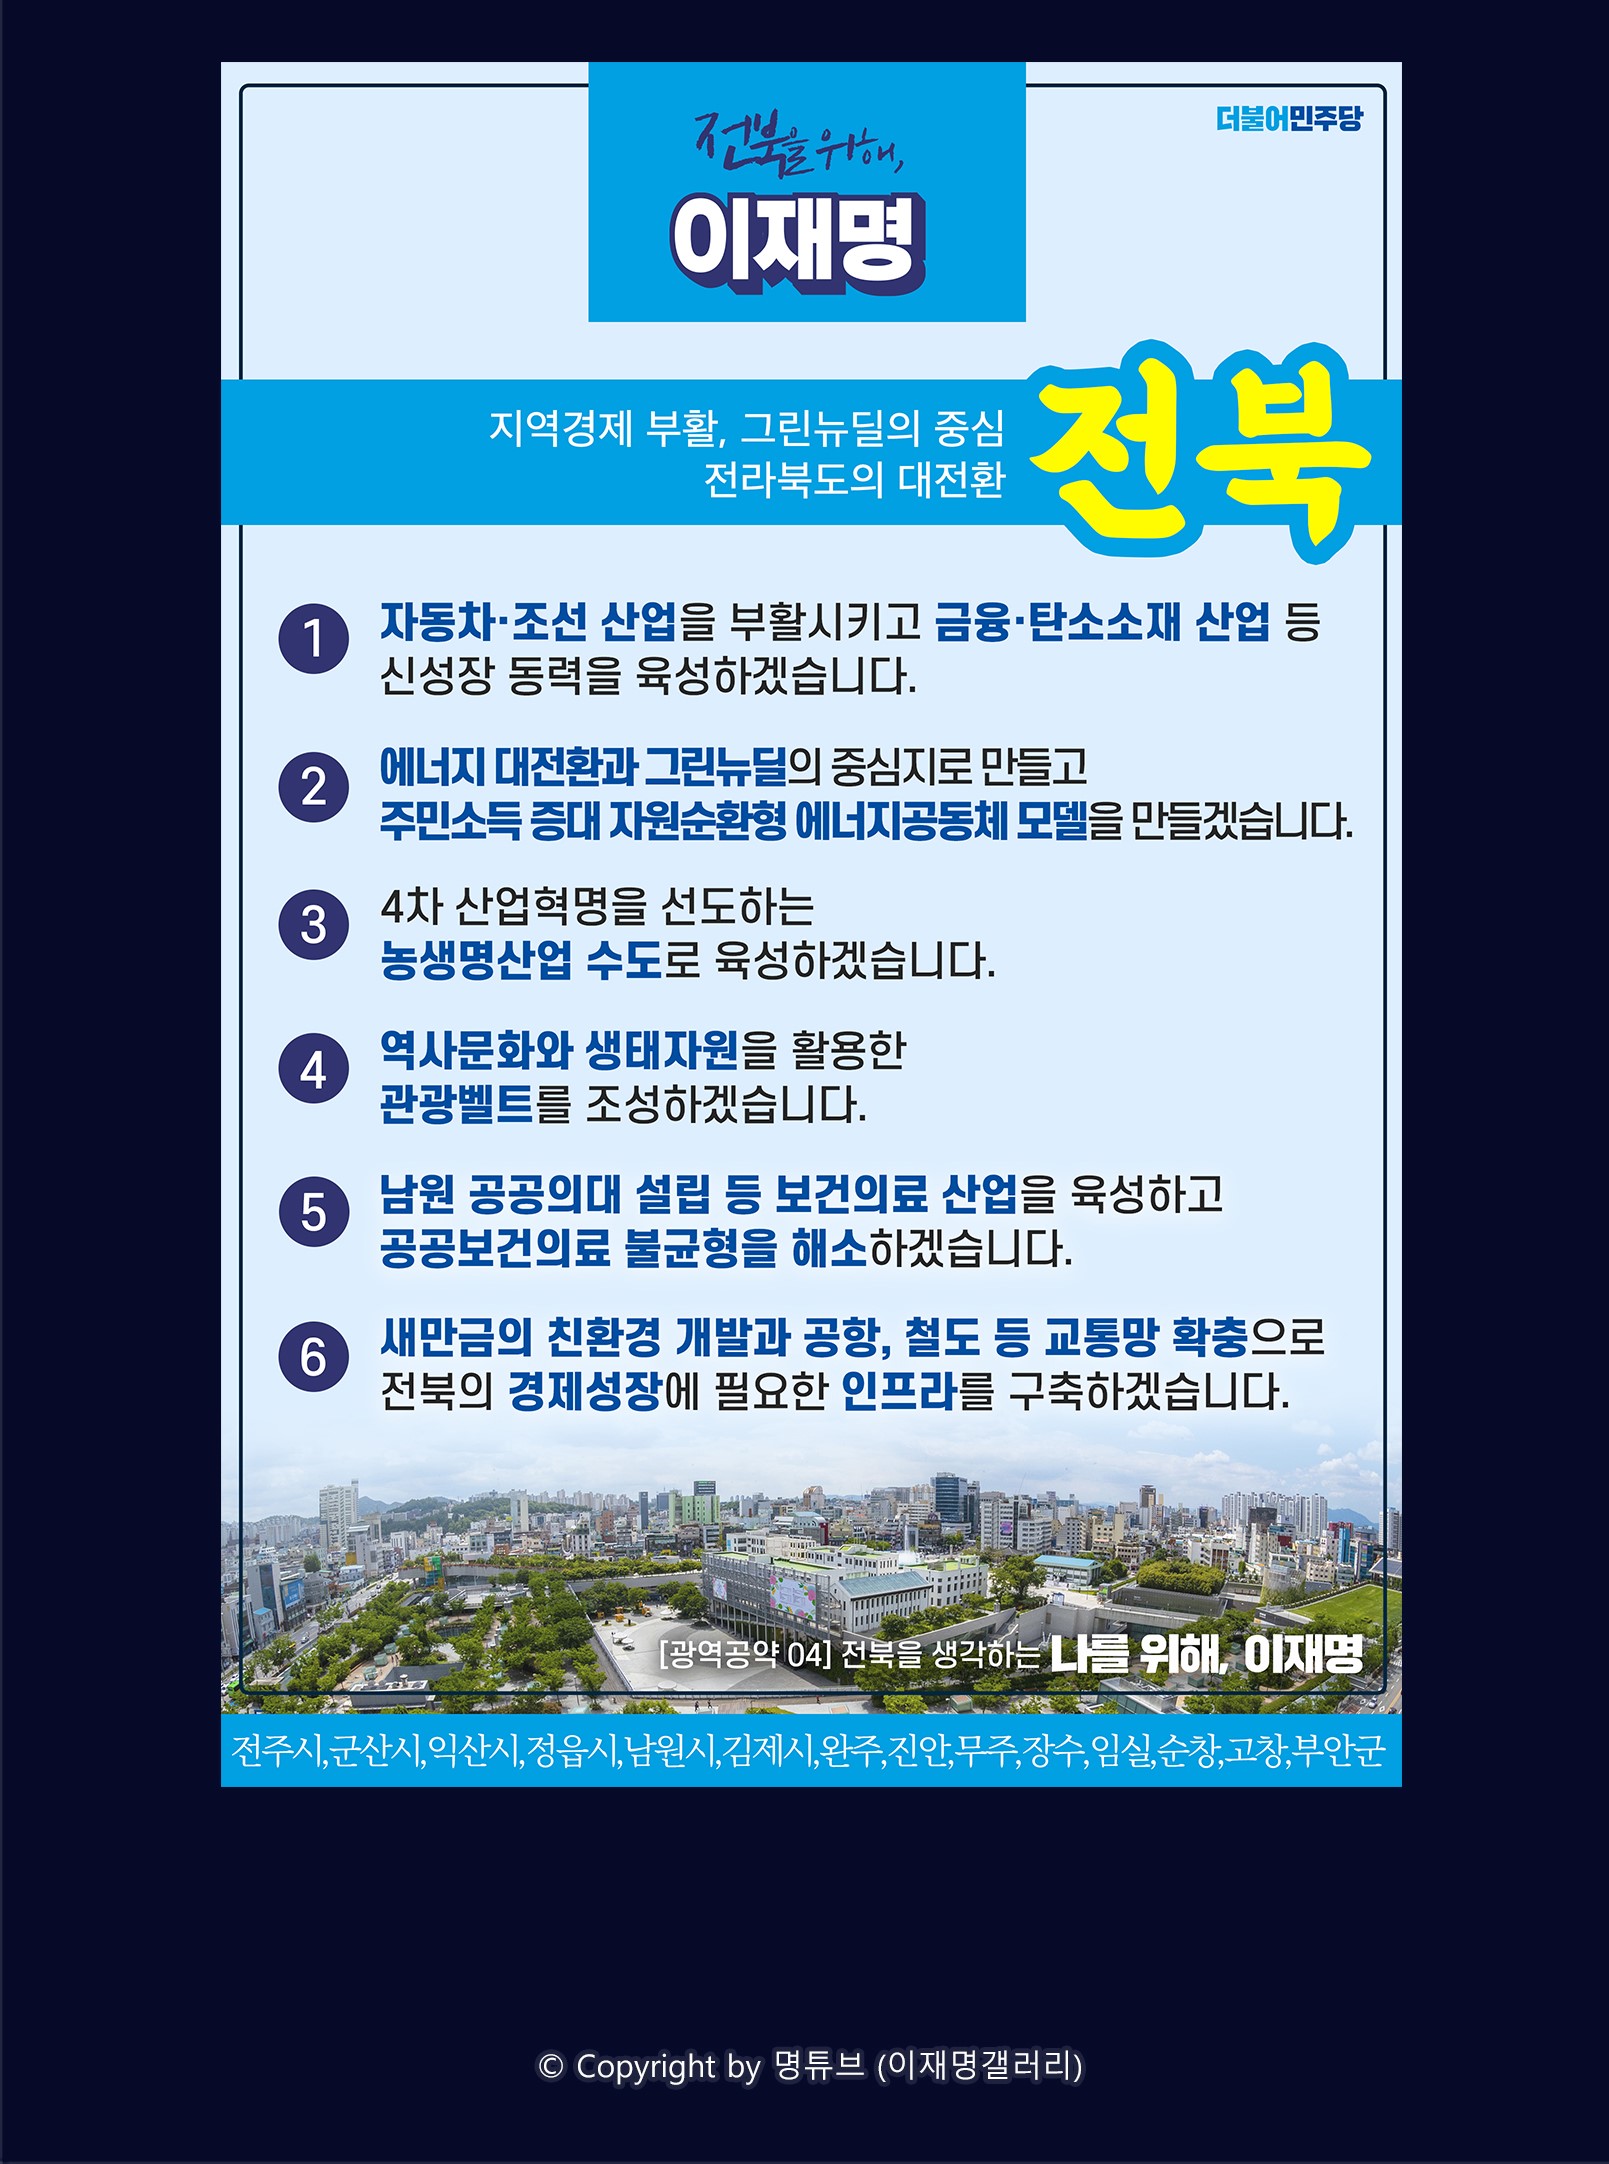 더불어민주당
전북을 위해,
이재명
지역경제 부활, 그린뉴딜의 중심
전라북도의 대전환
전북
1 자동차·조선 산업을 부활시키고 금융·탄소소재 산업 등
신성장 동력을 육성하겠습니다.
2 에너지 대전환과 그린뉴딜의 중심지로 만들고
주민소득 증대 자원순환형 에너지공동체 모델을 만들겠습니다.
3 4차 산업혁명을 선도하는
농생명산업 수도로 육성하겠습니다.
4 역사문화와 생태자원을 활용한
관광벨트를 조성하겠습니다.
5 남원 공공의대 설립 등 보건의료 산업을 육성하고
공공보건의료 불균형을 해소하겠습니다.
6 새만금의 친환경 개발과 공항, 철도 등 교통망 확충으로
전북의 경제성장에 필요한 인프라를 구축하겠습니다.
[광역공약 04] 전북을 생각하는 나를 위해, 이재명
전주시,군산시,익산시,정읍시,남원시,김제시,완주,진안,무주,장수,임실,순창,고창,부안군
© Copyright by 명튜브 (이재명갤러리)